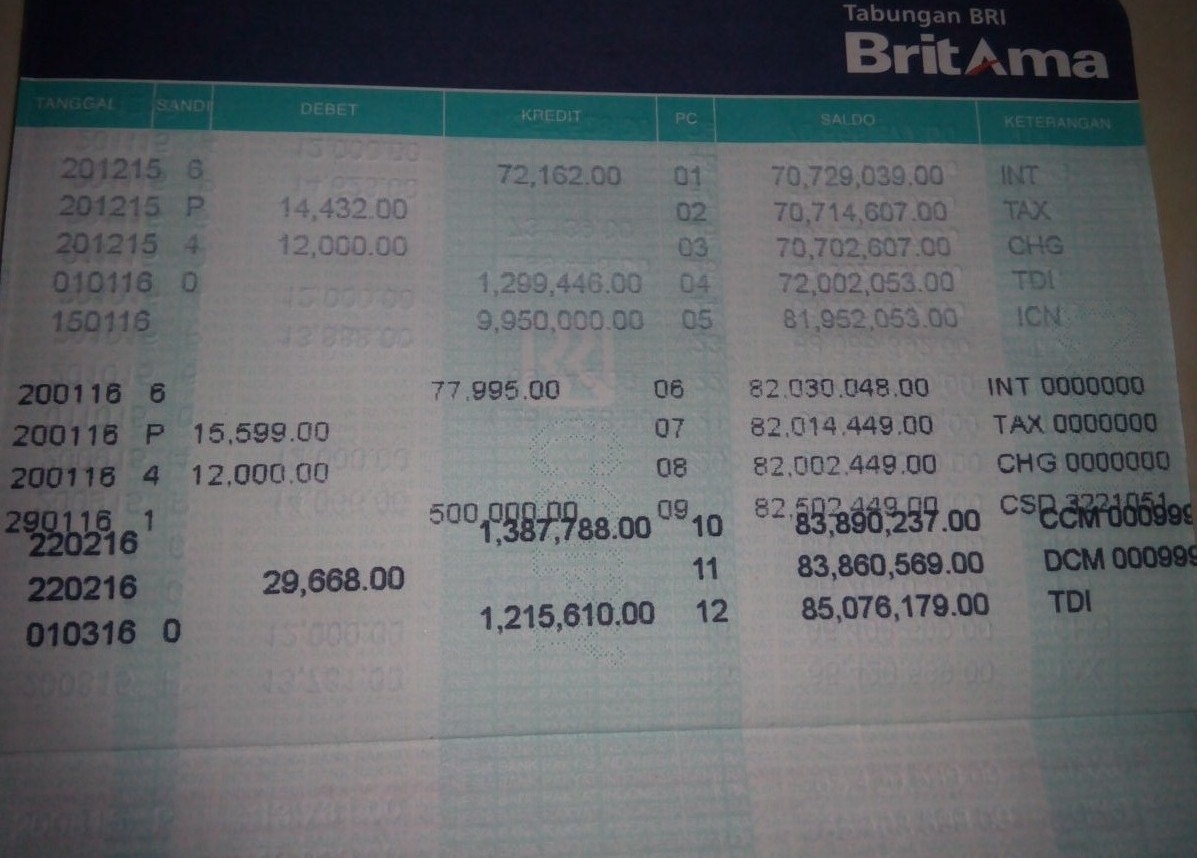 Tabungan BRI
BritAma
TANGGAL SANDI DEBET KREDIT PC SALDO KETERANGAN
201215 6 72,162.00 01 70,729,039.00 INT
201215 P 14,432.00 02 70,714,607.00 TAX
201215 4 12,000.00 03 70,702,607.00 CHG
010116 0 1,299,446.00 04 72,002,053.00 TDI
150116 9,950,000.00 05 81,952,053.00 ICN
200116 6 77,995.00 06 82,030,048.00 INT 0000000
200116 P 15,599.00 07 82,014,449.00 TAX 0000000
200116 4 12,000.00 08 82,002,449.00 CHG 0000000
290116 1 500,000.00 09 82,502,449.00 CSD 3221051
220216 1,387,788.00 10 83,890,237.00 CCM 000999
220216 29,668.00 11 83,860,569.00 DCM 000999
010316 0 1,215,610.00 12 85,076,179.00 TDI